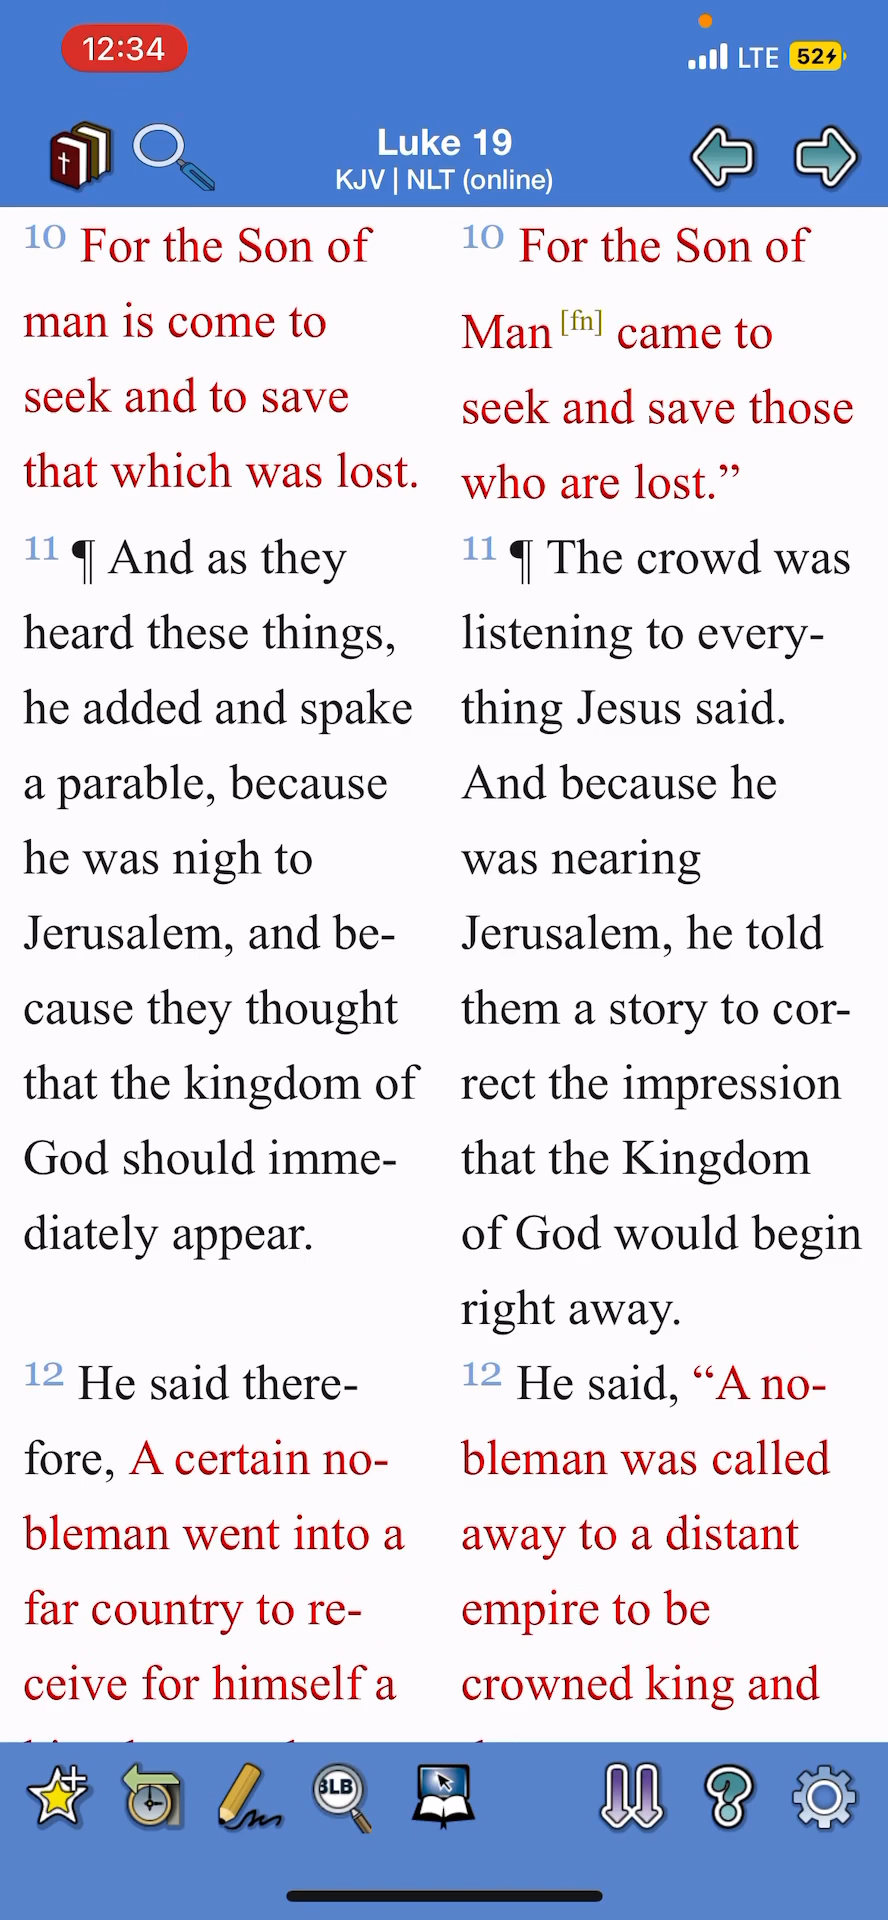 12:34
LTE 52
Luke 19
KJV | NLT (online)
10 For the Son of
man is come to
seek and to save
that which was lost.
11 ¶ And as they
heard these things,
he added and spake
a parable, because
he was nigh to
Jerusalem, and be-
cause they thought
that the kingdom of
God should imme-
diately appear.
12 He said there-
fore, A certain no-
bleman went into a
far country to re-
ceive for himself a
10 For the Son of
Man [fn] came to
seek and save those
who are lost.”
11 ¶ The crowd was
listening to every-
thing Jesus said.
And because he
was nearing
Jerusalem, he told
them a story to cor-
rect the impression
that the Kingdom
of God would begin
right away.
12 He said, “A no-
bleman was called
away to a distant
empire to be
crowned king and
BLB